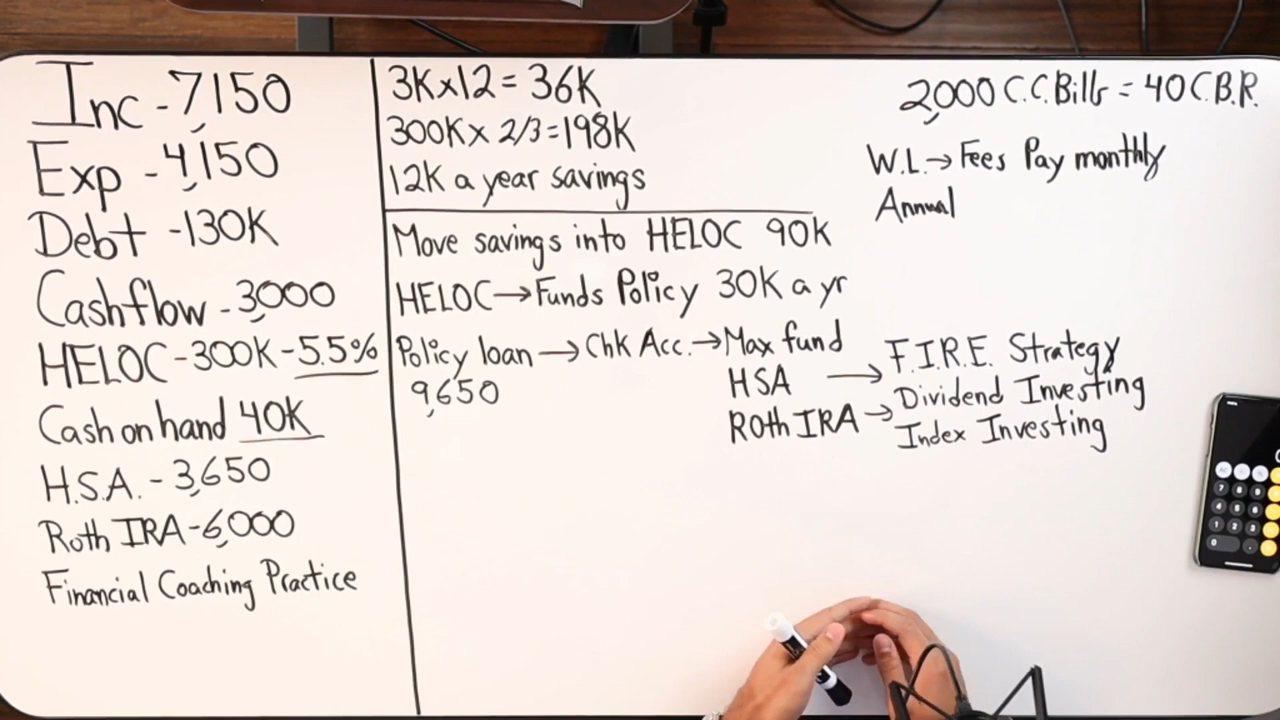 Inc - 7,150
Exp - 4,150
Debt - 130K
Cashflow - 3,000
HELOC - 300K - 5.5%
Cash on hand 40K
H.S.A. - 3,650
Roth IRA - 6,000
Financial Coaching Practice
3K x 12 = 36K
300K x 2/3 = 198K
12K a year savings
Move savings into HELOC 90K
HELOC → Funds Policy 30K a yr
Policy loan → Chk Acc. → Max fund
9,650
HSA →
Roth IRA →
F.I.R.E. Strategy
Dividend Investing
Index Investing
2,000 C.C. Bills = 40 C.B.R.
W.L. → Fees Pay monthly
Annual